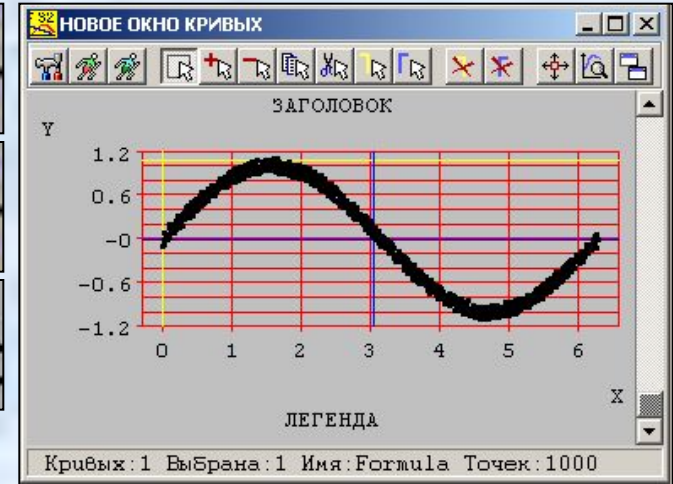 НОВОЕ ОКНО КРИВЫХ
ЗАГОЛОВОК
Y
1.2
0.6
-0
-0.6
-1.2
0 1 2 3 4 5 6
X
ЛЕГЕНДА
Кривых:1 Выбрана:1 Имя:Formula Точек:1000